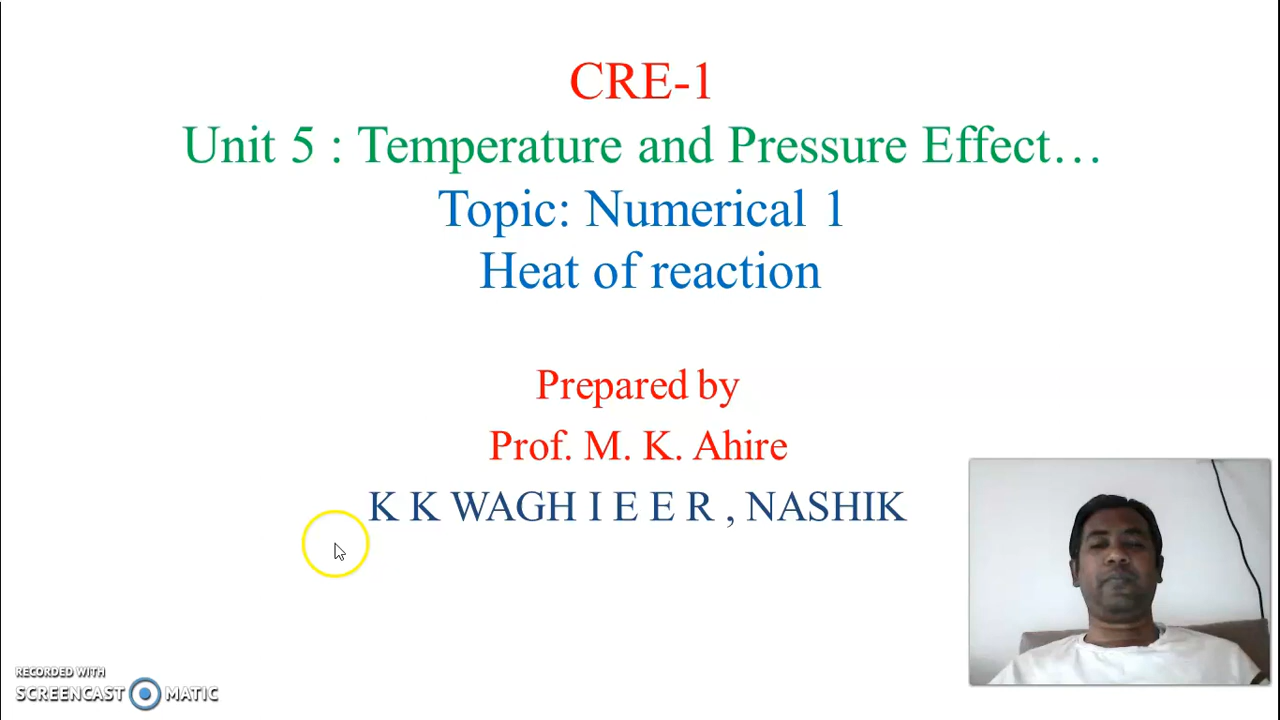 CRE-1
Unit 5 : Temperature and Pressure Effect…
Topic: Numerical 1
Heat of reaction
Prepared by
Prof. M. K. Ahire
K K WAGH I E E R , NASHIK
RECORDED WITH
SCREENCAST MATIC